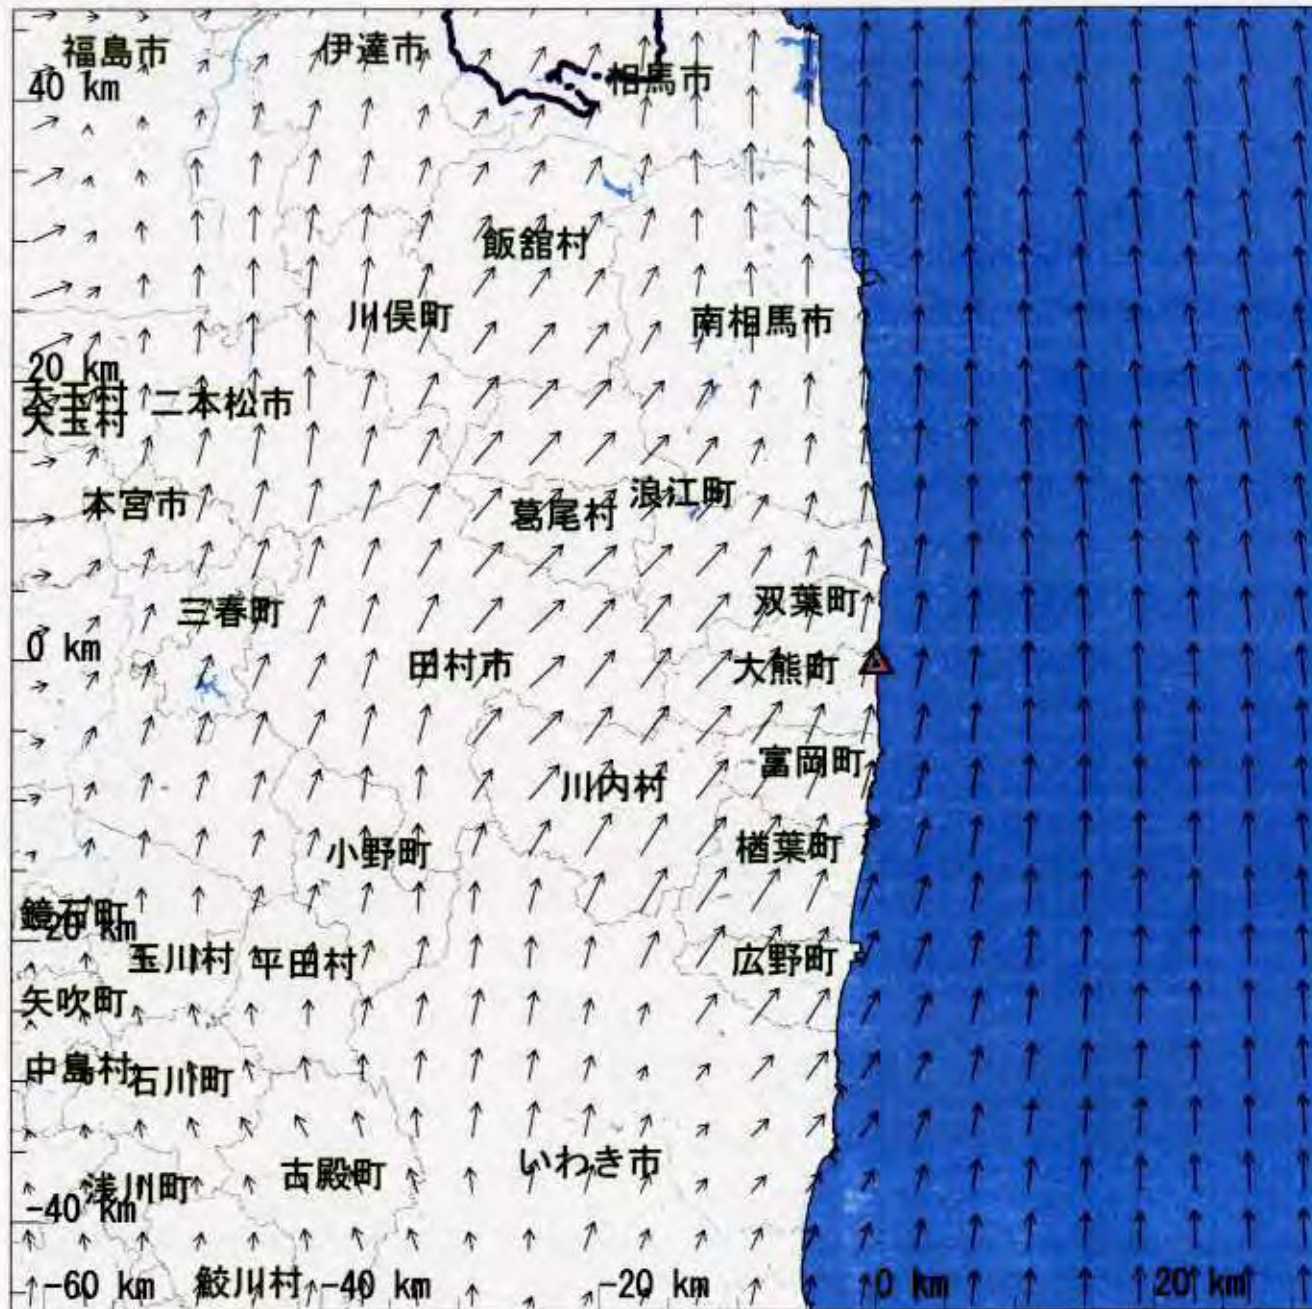 福島市 伊達市
40 km 相馬市
飯舘村
川俣町 南相馬市
20 km
大玉村 二本松市
大玉村
本宮市 葛尾村 浪江町
三春町 双葉町
0 km 田村市 大熊町
川内村 富岡町
小野町 楢葉町
鏡石町
-20 km
玉川村 平田村 広野町
矢吹町
中島村 石川町
浅川町 古殿町 いわき市
-40 km
-60 km 鮫川村 -40 km -20 km 0 km 20 km